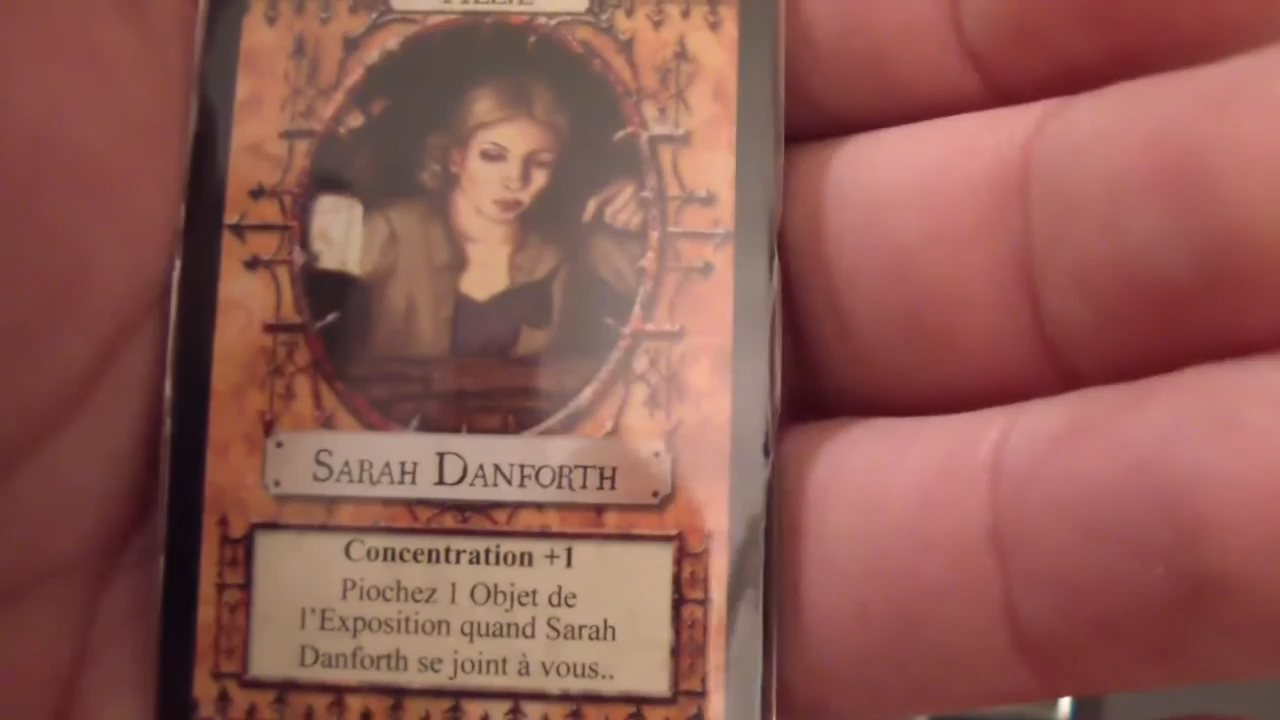 SARAH DANFORTH
Concentration +1
Piochez 1 Objet de
l'Exposition quand Sarah
Danforth se joint à vous..